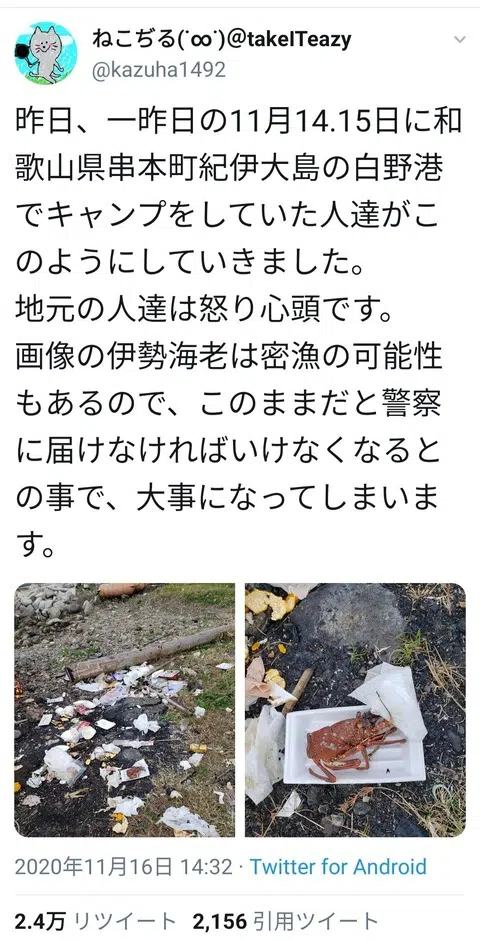 ねこぢる(˙∞˙)@takeITeazy
@kazuha1492
昨日、一昨日の11月14.15日に和
歌山県串本町紀伊大島の白野港
でキャンプをしていた人達がこ
のようにしていきました。
地元の人達は怒り心頭です。
画像の伊勢海老は密漁の可能性
もあるので、このままだと警察
に届けなければいけなくなると
の事で、大事になってしまいま
す。
2020年11月16日 14:32 · Twitter for Android
2.4万 リツイート 2,156 引用ツイート